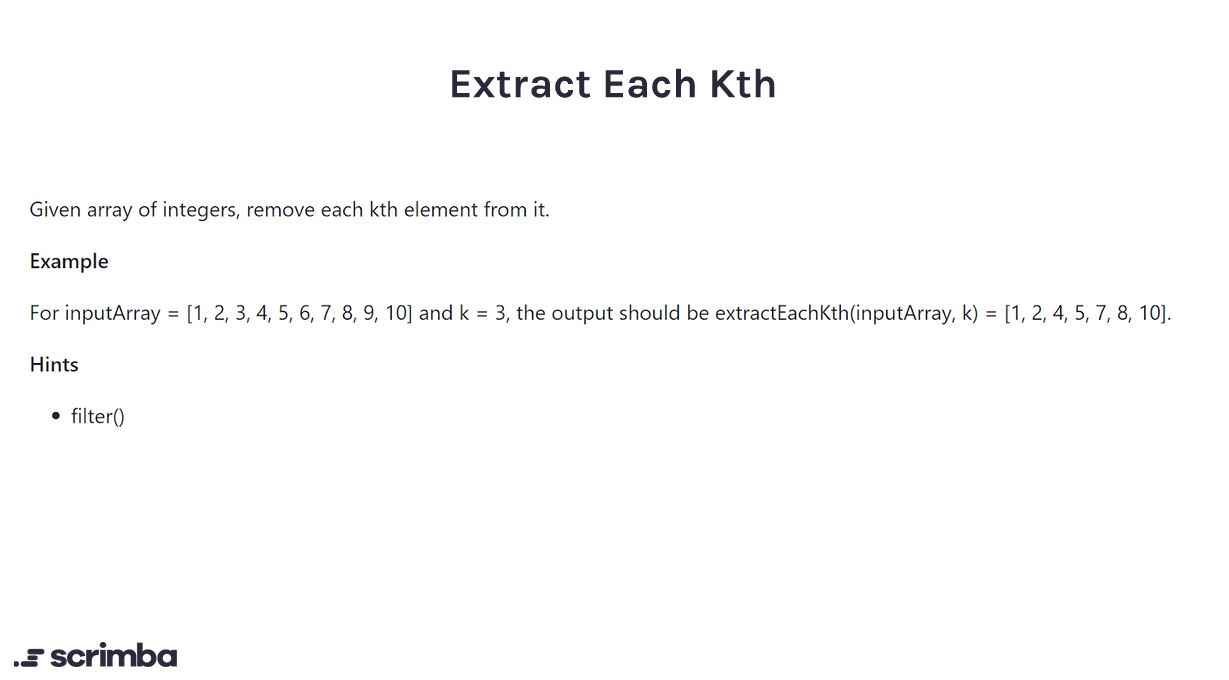 Extract Each Kth
Given array of integers, remove each kth element from it.
Example
For inputArray = [1, 2, 3, 4, 5, 6, 7, 8, 9, 10] and k = 3, the output should be extractEachKth(inputArray, k) = [1, 2, 4, 5, 7, 8, 10].
Hints
• filter()
scrimba